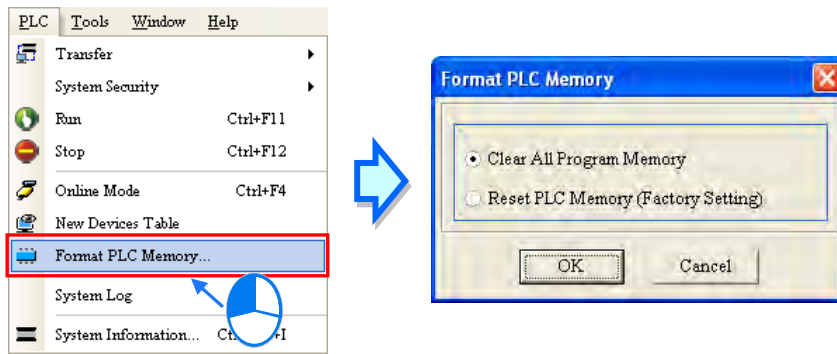 PLC Tools Window Help
Transfer
System Security
Run Ctrl+F11
Stop Ctrl+F12
Online Mode Ctrl+F4
New Devices Table
Format PLC Memory...
System Log
System Information...
Format PLC Memory
Clear All Program Memory
Reset PLC Memory (Factory Setting)
OK Cancel